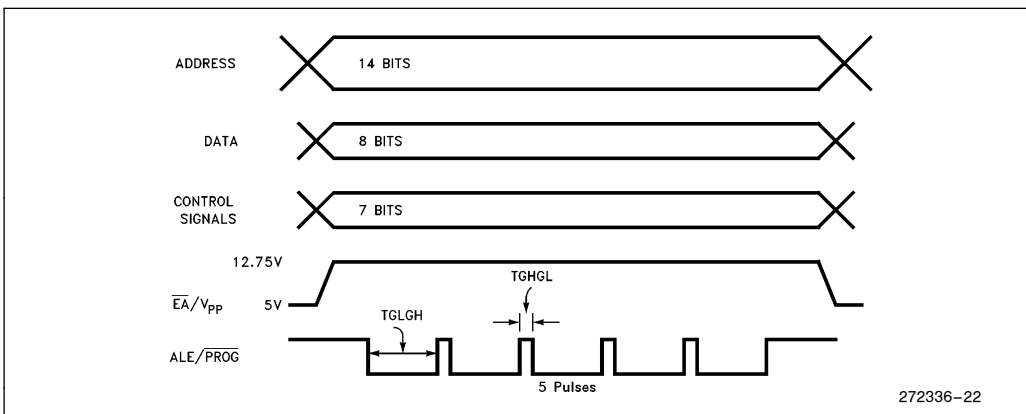 ADDRESS
14 BITS
DATA
8 BITS
CONTROL
SIGNALS
7 BITS
12.75V
TGHGL
EA/VPP
5V
TGLGH
ALE/PROG
5 Pulses
272336-22